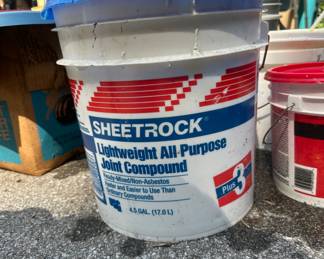 SHEETROCK®
Lightweight All-Purpose
Joint Compound
Ready-Mixed/Non-Asbestos
Lighter and Easier to Use Than
Ordinary Compounds
Plus 3
4.5 GAL. (17.0 L)